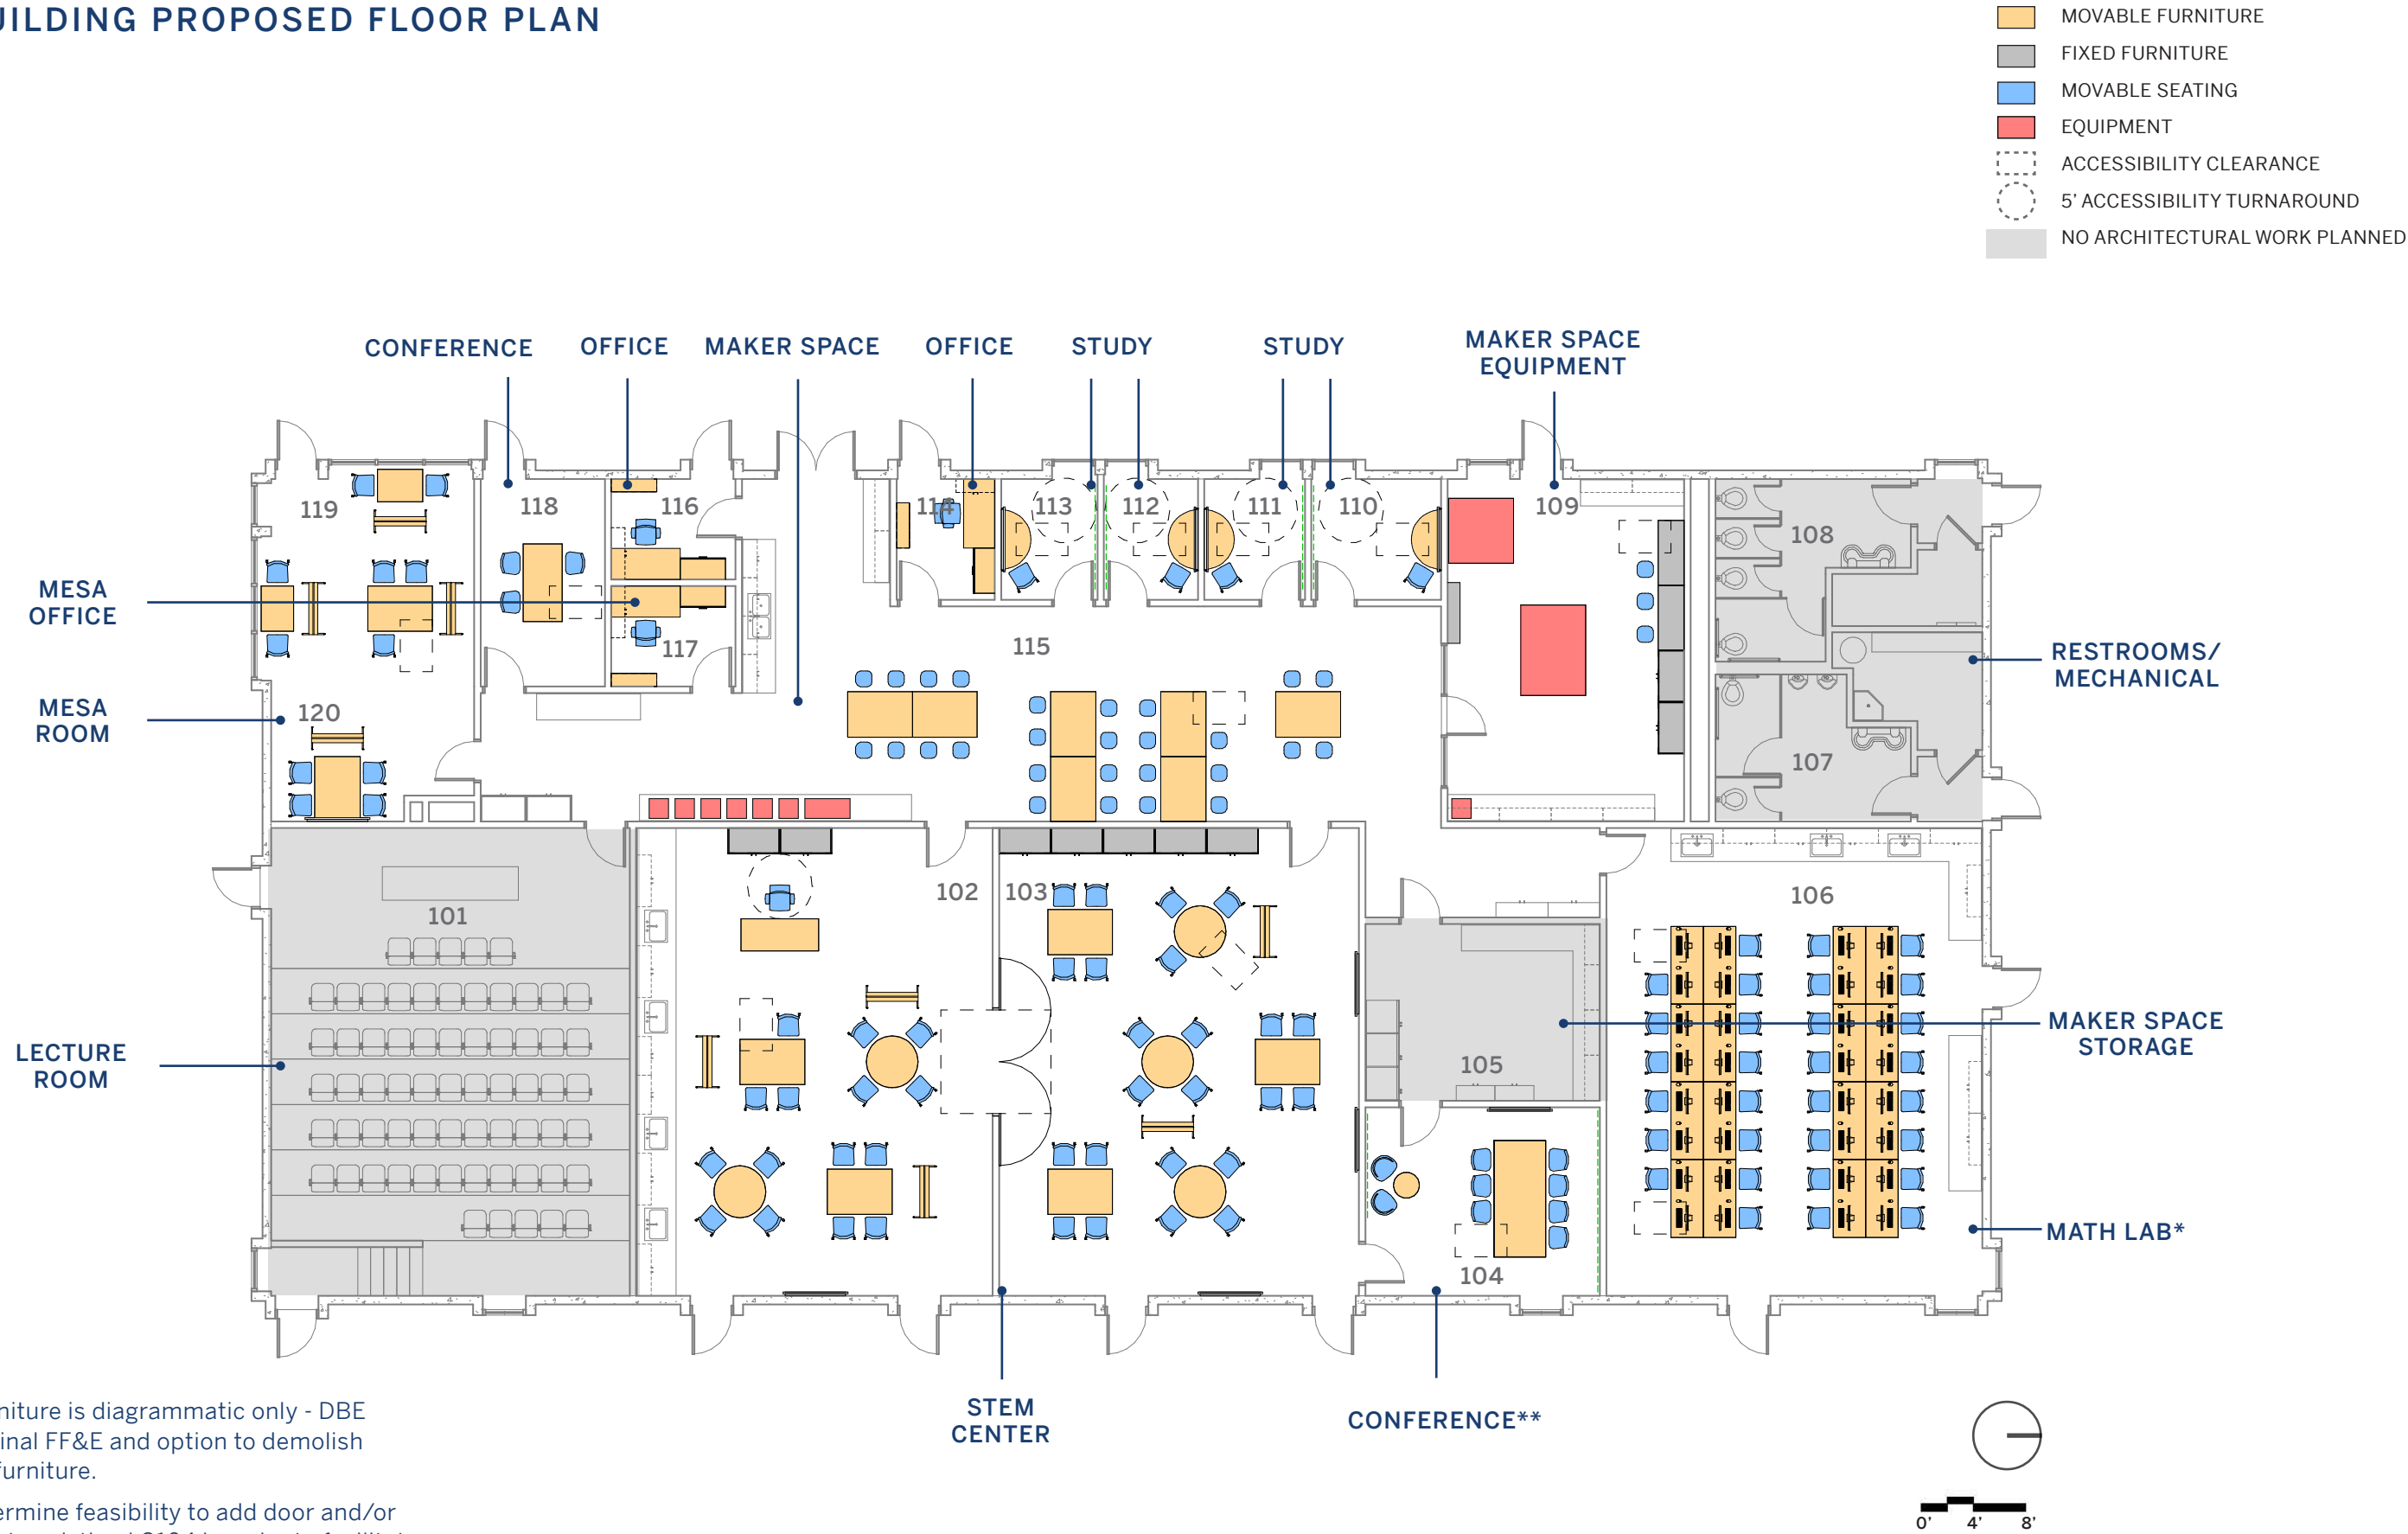 BUILDING PROPOSED FLOOR PLAN
MOVABLE FURNITURE
FIXED FURNITURE
MOVABLE SEATING
EQUIPMENT
ACCESSIBILITY CLEARANCE
5' ACCESSIBILITY TURNAROUND
NO ARCHITECTURAL WORK PLANNED
CONFERENCE
OFFICE
MAKER SPACE
OFFICE
STUDY
STUDY
MAKER SPACE
EQUIPMENT
119
118
116
114
113
112
111
110
109
108
MESA
OFFICE
117
115
RESTROOMS/
MECHANICAL
MESA
ROOM
120
107
101
102
103
106
LECTURE
ROOM
105
MAKER SPACE
STORAGE
104
MATH LAB*
STEM
CENTER
CONFERENCE**
niture is diagrammatic only - DBE
inal FF&E and option to demolish
furniture.
ermine feasibility to add door and/or
0' 4' 8'